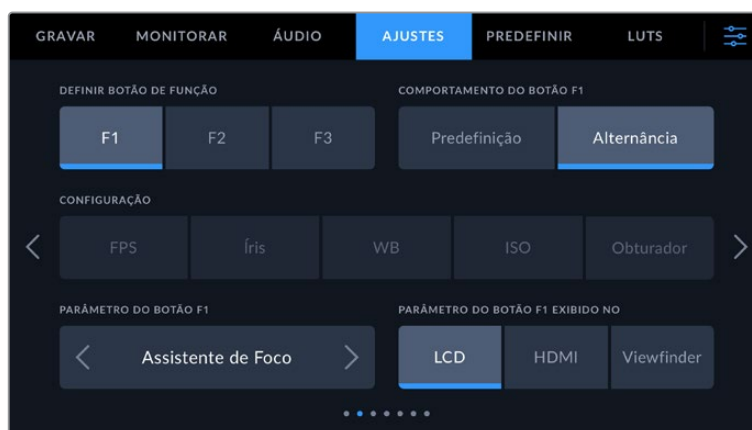 GRAVAR MONITORAR ÁUDIO AJUSTES PREDEFINIR LUTS
DEFINIR BOTÃO DE FUNÇÃO COMPORTAMENTO DO BOTÃO F1
F1 F2 F3 Predefinição Alternância
CONFIGURAÇÃO
FPS Íris WB ISO Obturador
PARÂMETRO DO BOTÃO F1 PARÂMETRO DO BOTÃO F1 EXIBIDO NO
Assistente de Foco LCD HDMI Viewfinder